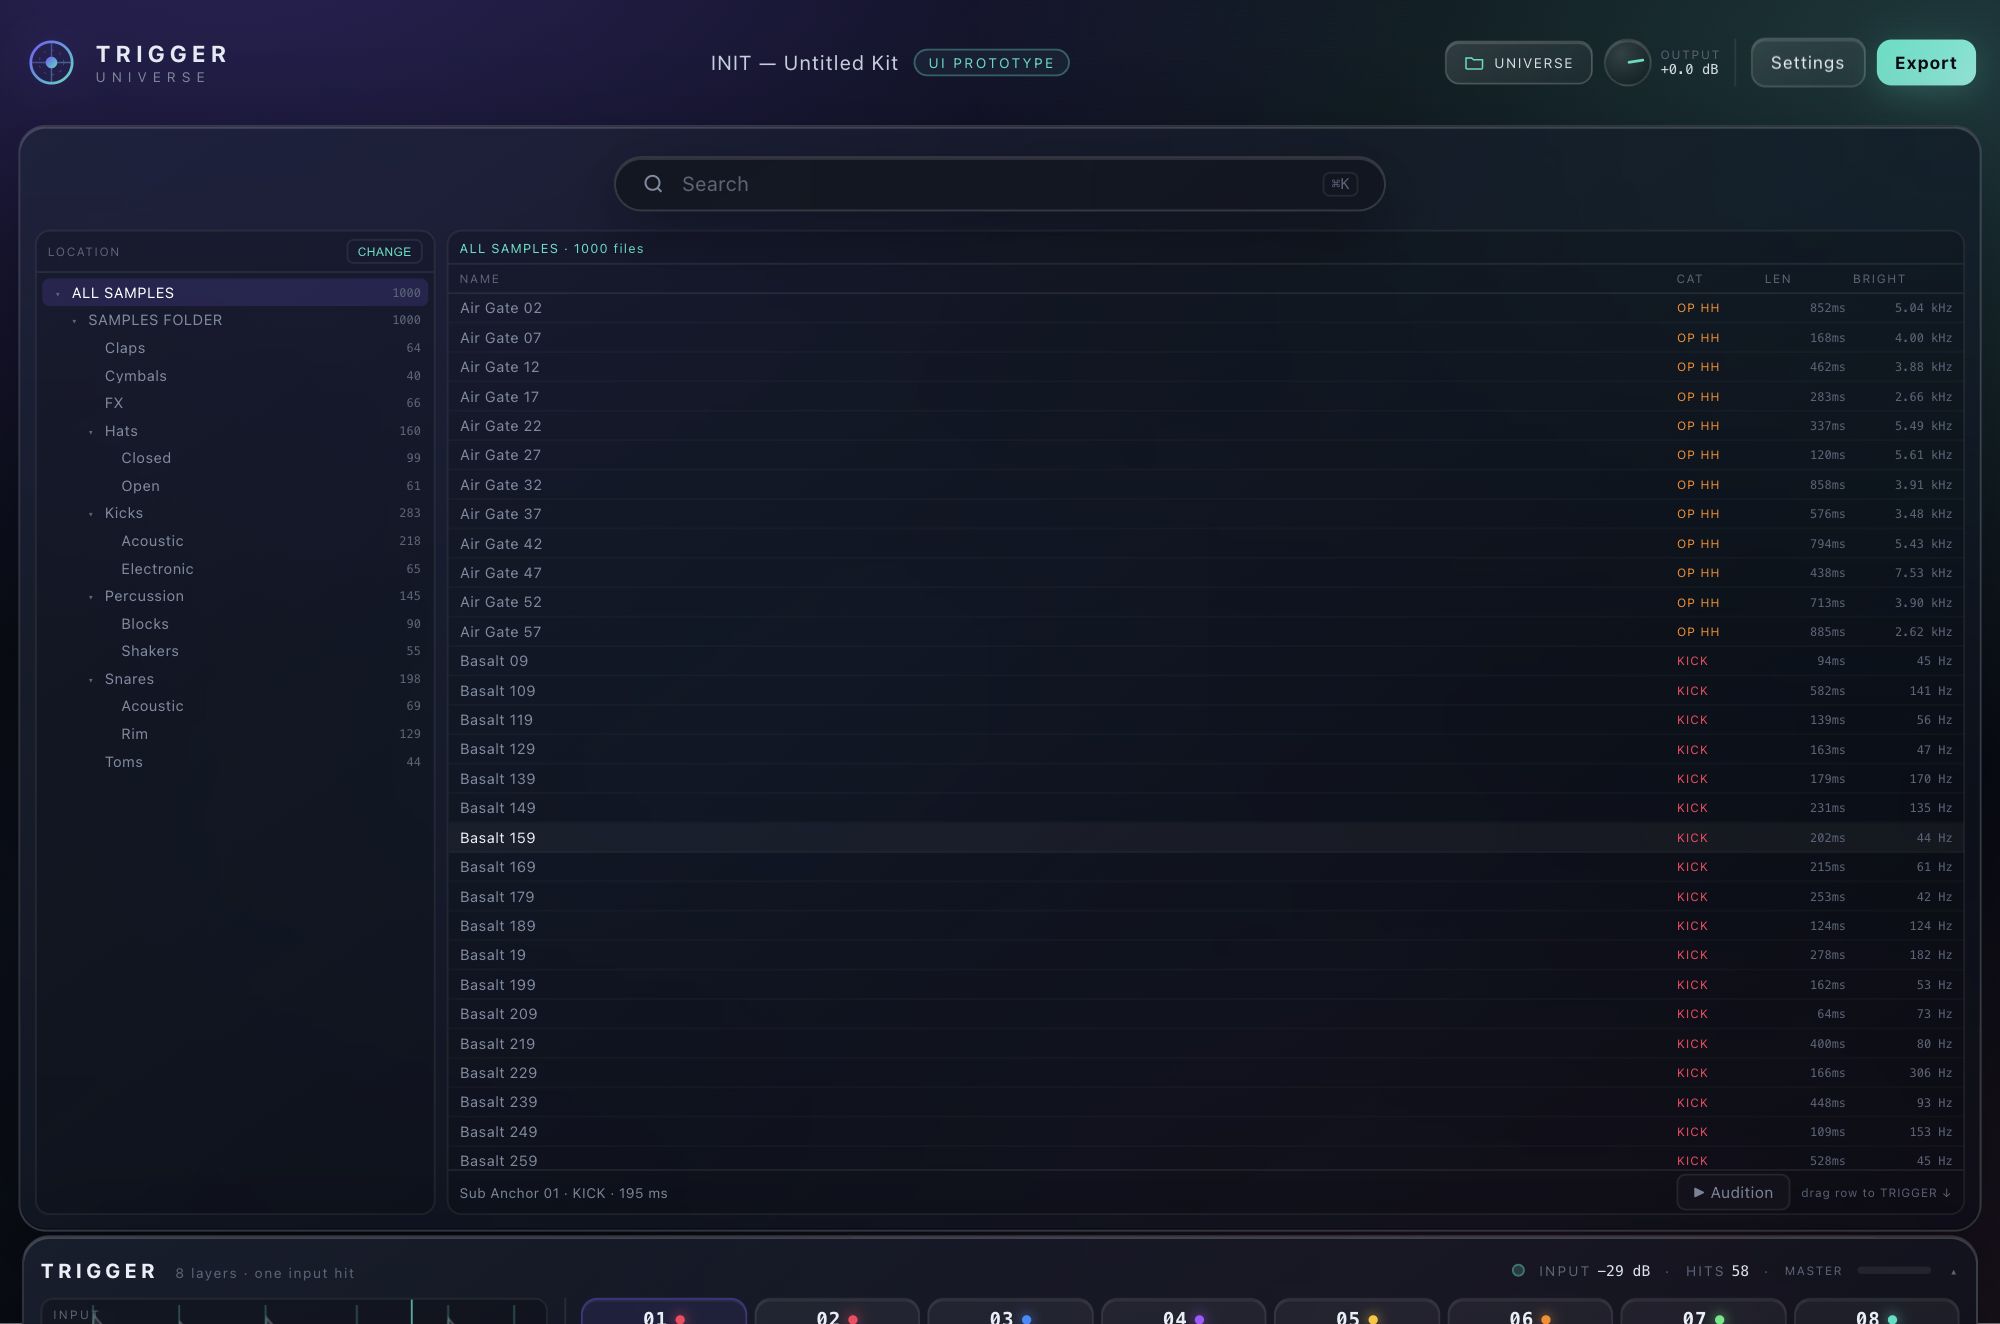 TRIGGER
UNIVERSE
INIT — Untitled Kit UI PROTOTYPE
UNIVERSE
OUTPUT
+0.0 dB
Settings
Export
Search ⌘K
LOCATION CHANGE
ALL SAMPLES 1000
SAMPLES FOLDER 1000
Claps 64
Cymbals 40
FX 66
Hats 160
Closed 99
Open 61
Kicks 283
Acoustic 218
Electronic 65
Percussion 145
Blocks 90
Shakers 55
Snares 198
Acoustic 69
Rim 129
Toms 44
ALL SAMPLES · 1000 files
NAME CAT LEN BRIGHT
Air Gate 02 OP HH 852ms 5.04 kHz
Air Gate 07 OP HH 168ms 4.00 kHz
Air Gate 12 OP HH 462ms 3.88 kHz
Air Gate 17 OP HH 283ms 2.66 kHz
Air Gate 22 OP HH 337ms 5.49 kHz
Air Gate 27 OP HH 120ms 5.61 kHz
Air Gate 32 OP HH 858ms 3.91 kHz
Air Gate 37 OP HH 576ms 3.48 kHz
Air Gate 42 OP HH 794ms 5.43 kHz
Air Gate 47 OP HH 438ms 7.53 kHz
Air Gate 52 OP HH 713ms 3.90 kHz
Air Gate 57 OP HH 885ms 2.62 kHz
Basalt 09 KICK 94ms 45 Hz
Basalt 109 KICK 582ms 141 Hz
Basalt 119 KICK 139ms 56 Hz
Basalt 129 KICK 163ms 47 Hz
Basalt 139 KICK 179ms 170 Hz
Basalt 149 KICK 231ms 135 Hz
Basalt 159 KICK 202ms 44 Hz
Basalt 169 KICK 215ms 61 Hz
Basalt 179 KICK 253ms 42 Hz
Basalt 189 KICK 124ms 124 Hz
Basalt 19 KICK 278ms 182 Hz
Basalt 199 KICK 162ms 53 Hz
Basalt 209 KICK 64ms 73 Hz
Basalt 219 KICK 400ms 80 Hz
Basalt 229 KICK 166ms 306 Hz
Basalt 239 KICK 448ms 93 Hz
Basalt 249 KICK 109ms 153 Hz
Basalt 259 KICK 528ms 45 Hz
Sub Anchor 01 · KICK · 195 ms ▶ Audition drag row to TRIGGER ↓
TRIGGER 8 layers · one input hit INPUT −29 dB · HITS 58 · MASTER
INPUT 01 02 03 04 05 06 07 08